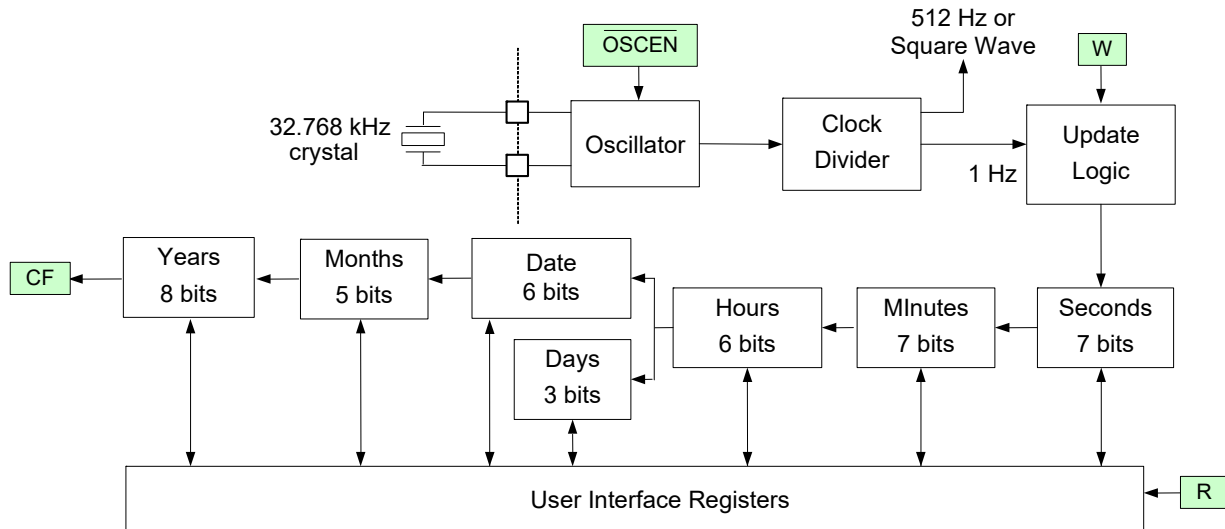 512 Hz or
Square Wave
OSCEN
W
32.768 kHz
crystal
Oscillator
Clock
Divider
1 Hz
Update
Logic
CF
Years
8 bits
Months
5 bits
Date
6 bits
Days
3 bits
Hours
6 bits
MInutes
7 bits
Seconds
7 bits
User Interface Registers
R